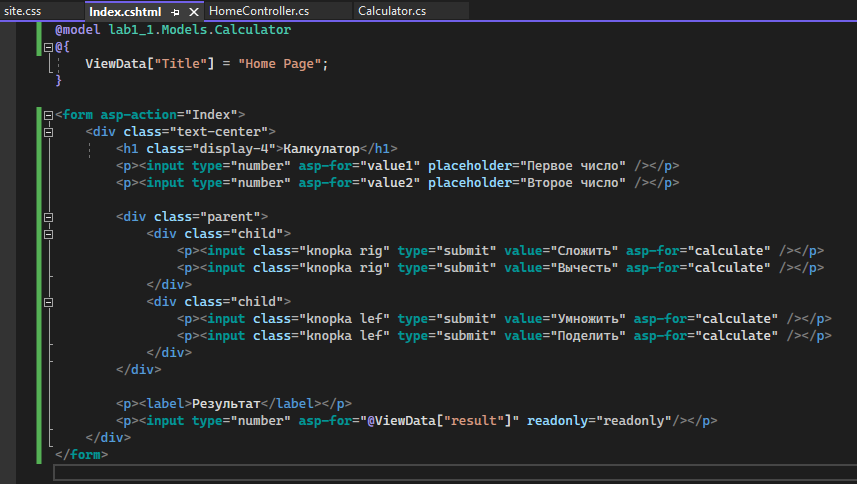 site.css Index.cshtml HomeController.cs Calculator.cs
@model lab1_1.Models.Calculator
@{
    ViewData["Title"] = "Home Page";
}

<form asp-action="Index">
    <div class="text-center">
        <h1 class="display-4">Калкулатор</h1>
        <p><input type="number" asp-for="value1" placeholder="Первое число" /></p>
        <p><input type="number" asp-for="value2" placeholder="Второе число" /></p>

        <div class="parent">
            <div class="child">
                <p><input class="knopka rig" type="submit" value="Сложить" asp-for="calculate" /></p>
                <p><input class="knopka rig" type="submit" value="Вычесть" asp-for="calculate" /></p>
            </div>
            <div class="child">
                <p><input class="knopka lef" type="submit" value="Умножить" asp-for="calculate" /></p>
                <p><input class="knopka lef" type="submit" value="Поделить" asp-for="calculate" /></p>
            </div>
        </div>

        <p><label>Результат</label></p>
        <p><input type="number" asp-for="@ViewData["result"]" readonly="readonly"/></p>
    </div>
</form>